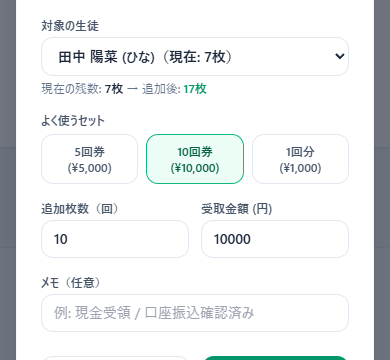 対象の生徒
田中 陽菜 (ひな)（現在: 7枚）
現在の残数: 7枚 → 追加後: 17枚
よく使うセット
5回券 10回券 1回分
(¥5,000) (¥10,000) (¥1,000)
追加枚数（回） 受取金額 (円)
10 10000
メモ（任意）
例: 現金受領 / 口座振込確認済み